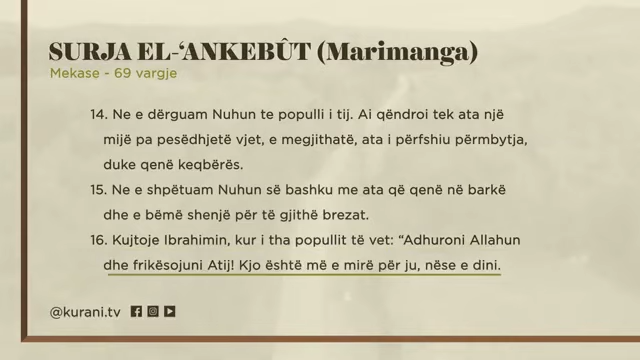 SURJA EL-‘ANKEBÛT (Marimanga)
Mekase - 69 vargje
14. Ne e dërguam Nuhun te populli i tij. Ai qëndroi tek ata një
mijë pa pesëdhjetë vjet, e megjithatë, ata i përfshiu përmbytja,
duke qenë keqbërës.
15. Ne e shpëtuam Nuhun së bashku me ata që qenë në barkë
dhe e bëmë shenjë për të gjithë brezat.
16. Kujtoje Ibrahimin, kur i tha popullit të vet: “Adhuroni Allahun
dhe frikësojuni Atij! Kjo është më e mirë për ju, nëse e dini.
@kurani.tv